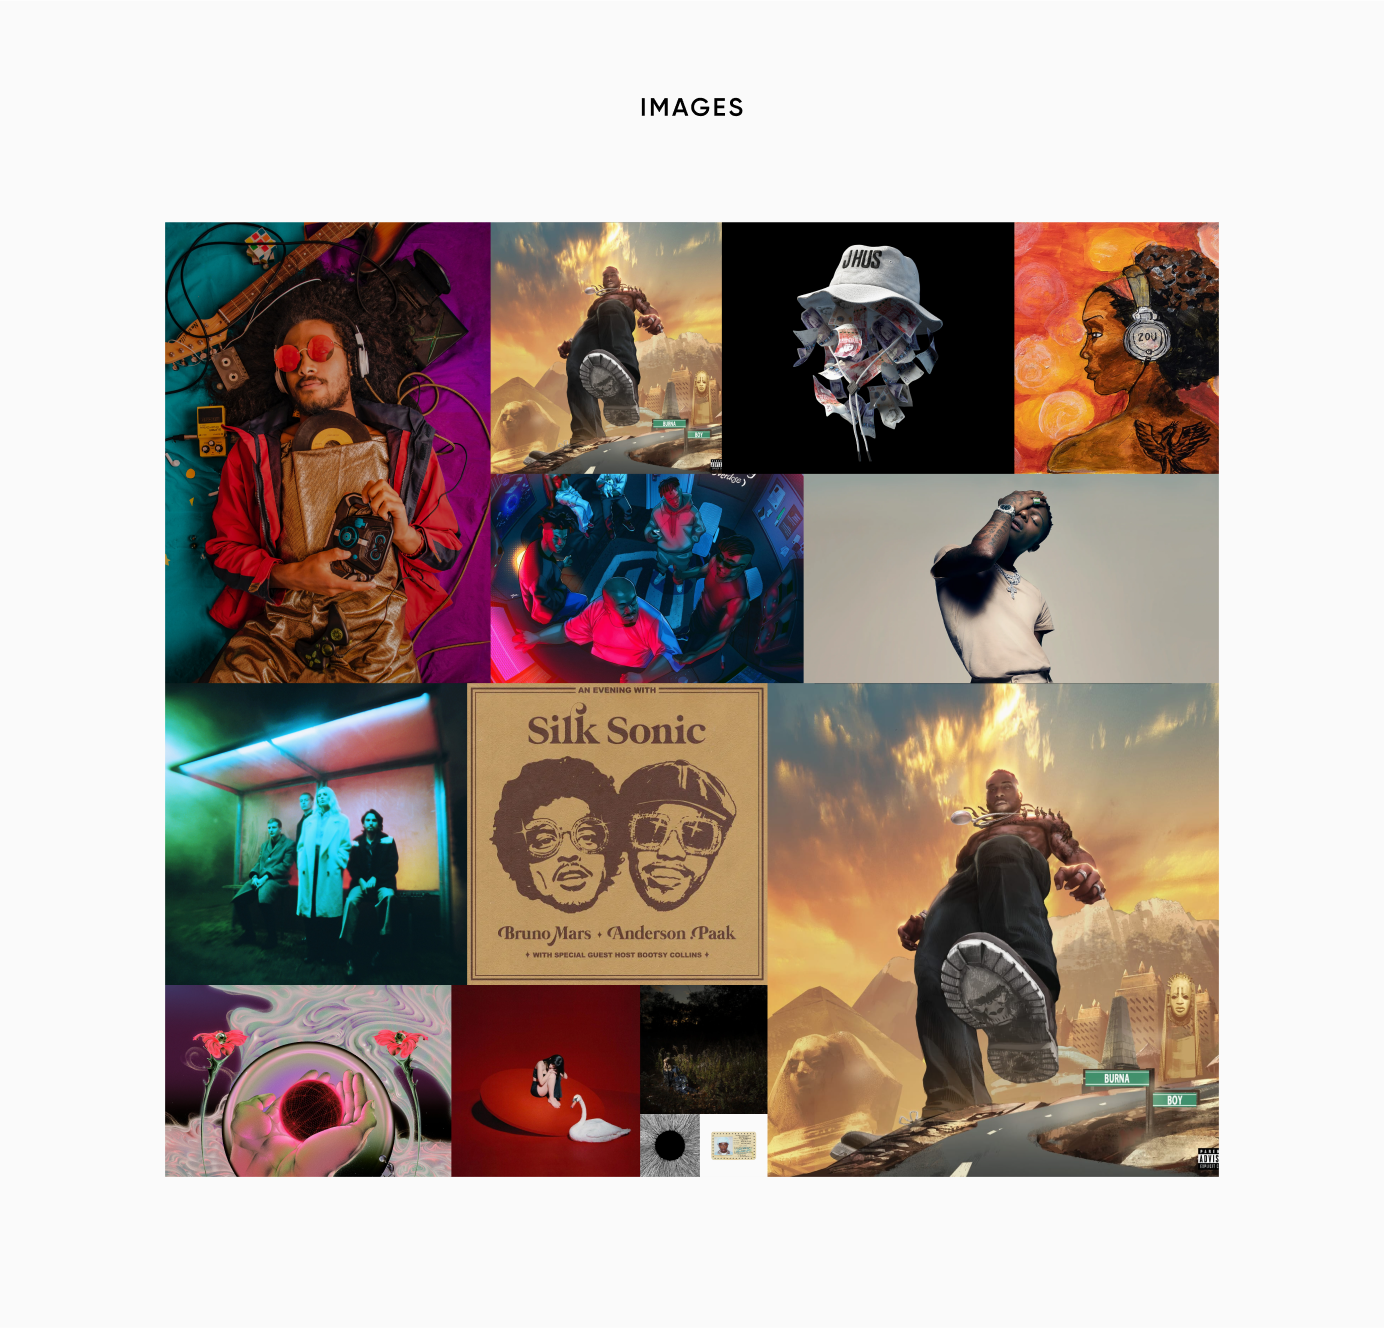 IMAGES
BURNA
BOY
JHUS
ZOU
AN EVENING WITH
Silk Sonic
Bruno Mars • Anderson .Paak
✦ WITH SPECIAL GUEST HOST BOOTSY COLLINS ✦
BURNA
BOY